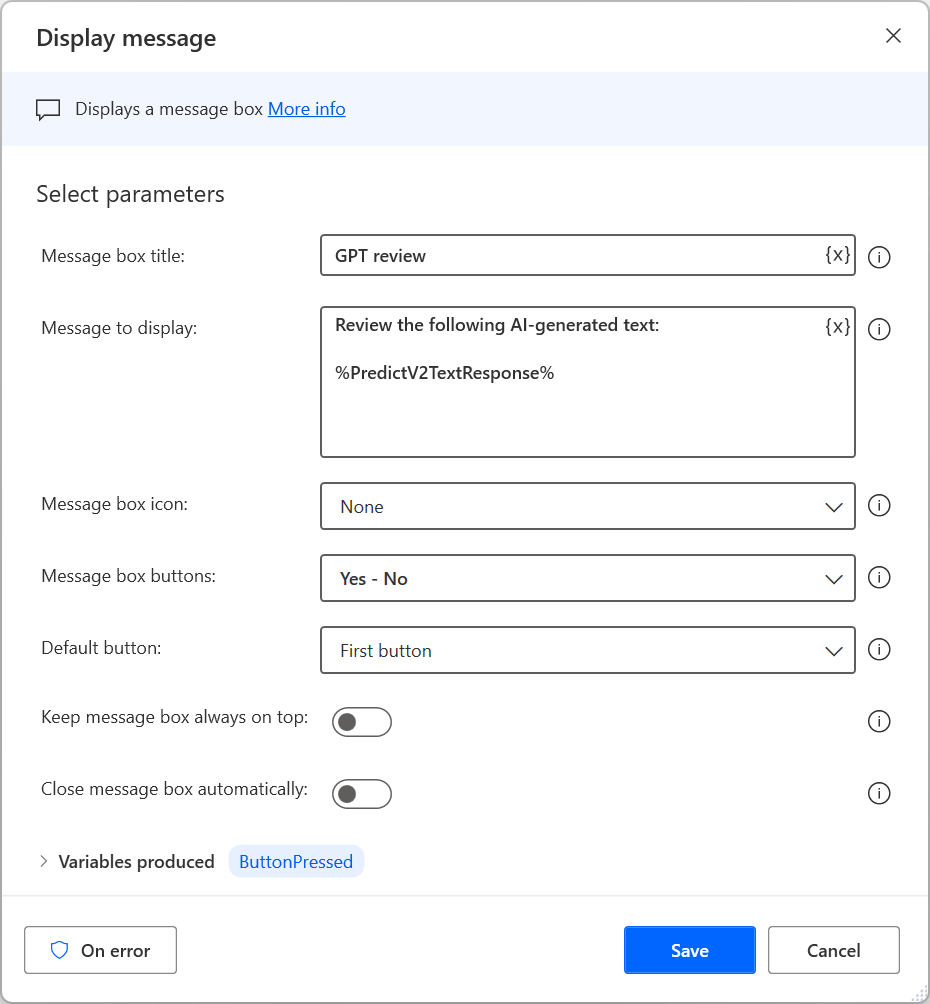 Display message
Displays a message box More info
Select parameters
Message box title:
GPT review
{x}
Message to display:
Review the following AI-generated text:
{x}
%PredictV2TextResponse%
Message box icon:
None
Message box buttons:
Yes - No
Default button:
First button
Keep message box always on top:
Close message box automatically:
Variables produced ButtonPressed
On error
Save
Cancel